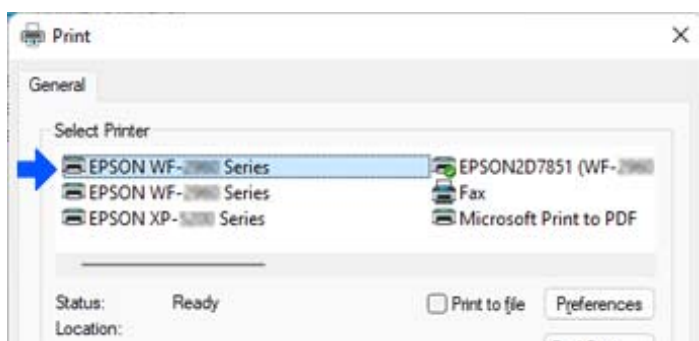 Print
General
Select Printer
EPSON WF- Series
EPSON2D7851 (WF-
EPSON WF- Series
Fax
EPSON XP- Series
Microsoft Print to PDF
Status:
Ready
Print to file
Preferences
Location: